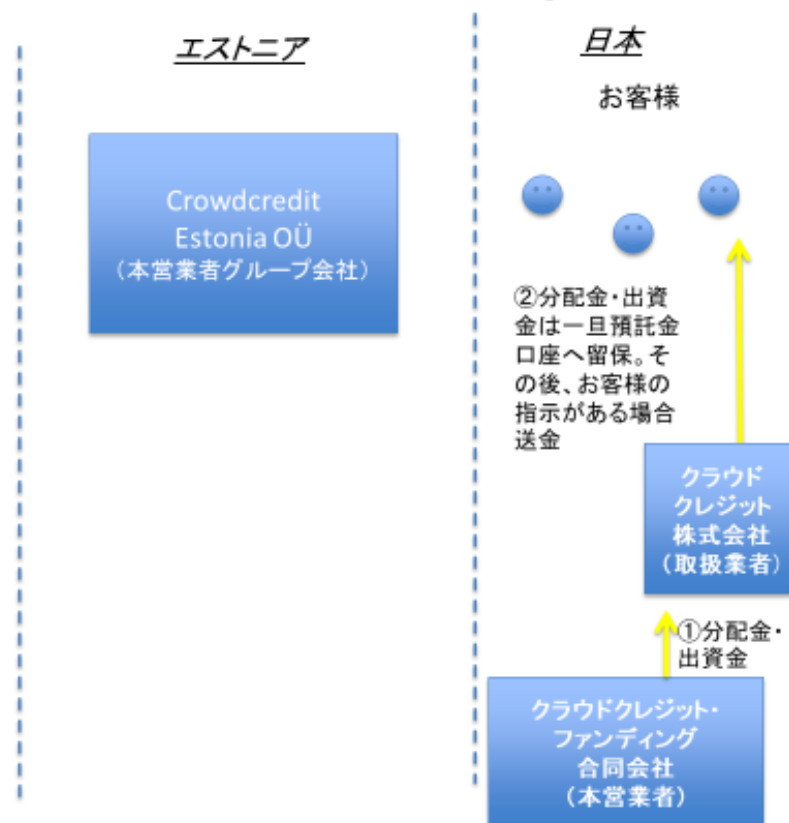 エストニア
日本
お客様
Crowdcredit
Estonia OÜ
（本営業者グループ会社）
②分配金・出資
金は一旦預託金
口座へ留保。そ
の後、お客様の
指示がある場合
送金
クラウド
クレジット
株式会社
（取扱業者）
①分配金・
出資金
クラウドクレジット・
ファンディング
合同会社
（本営業者）